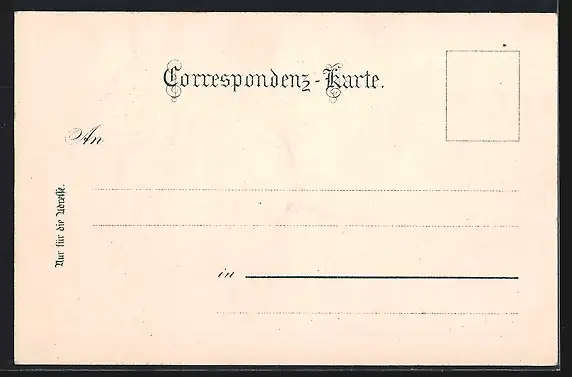 Correspondenz-Karte.
An
Nur für die Adresse.
in